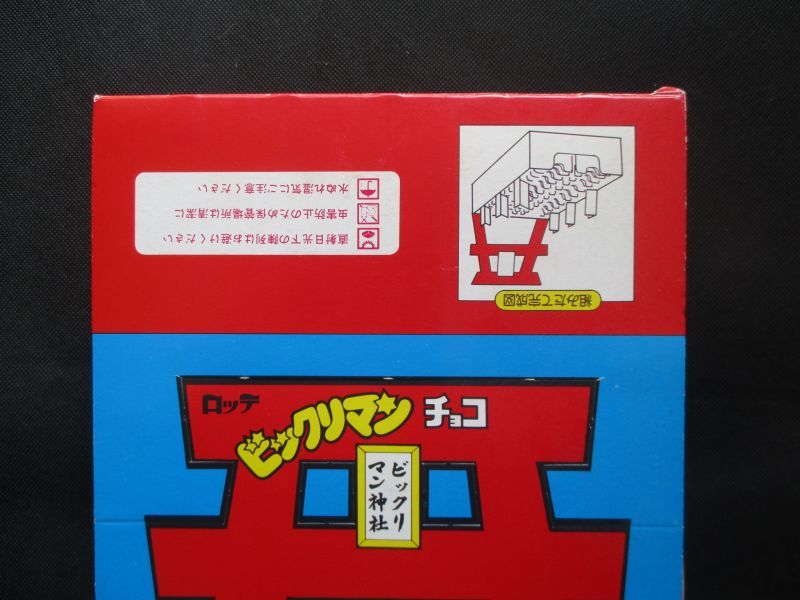 直射日光下の陳列はお避けください
虫害防止のため保管場所は清潔に
水ぬれ湿気にご注意ください
組みたて完成図
ロッテ
ビックリマン チョコ
ビックリ
マン神社